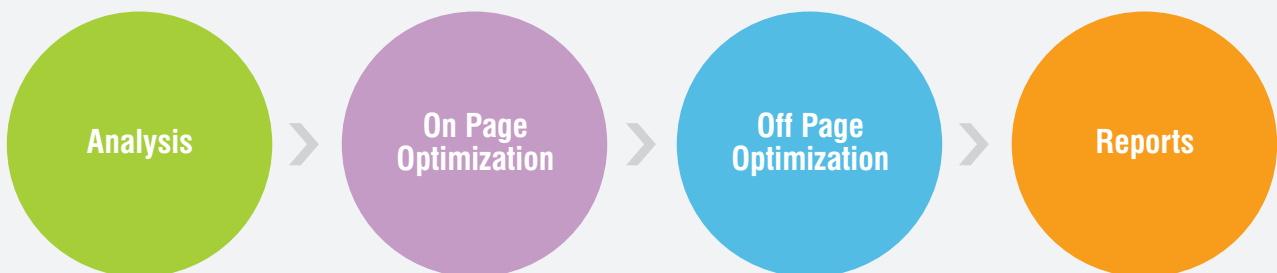 Analysis
On Page
Optimization
Off Page
Optimization
Reports